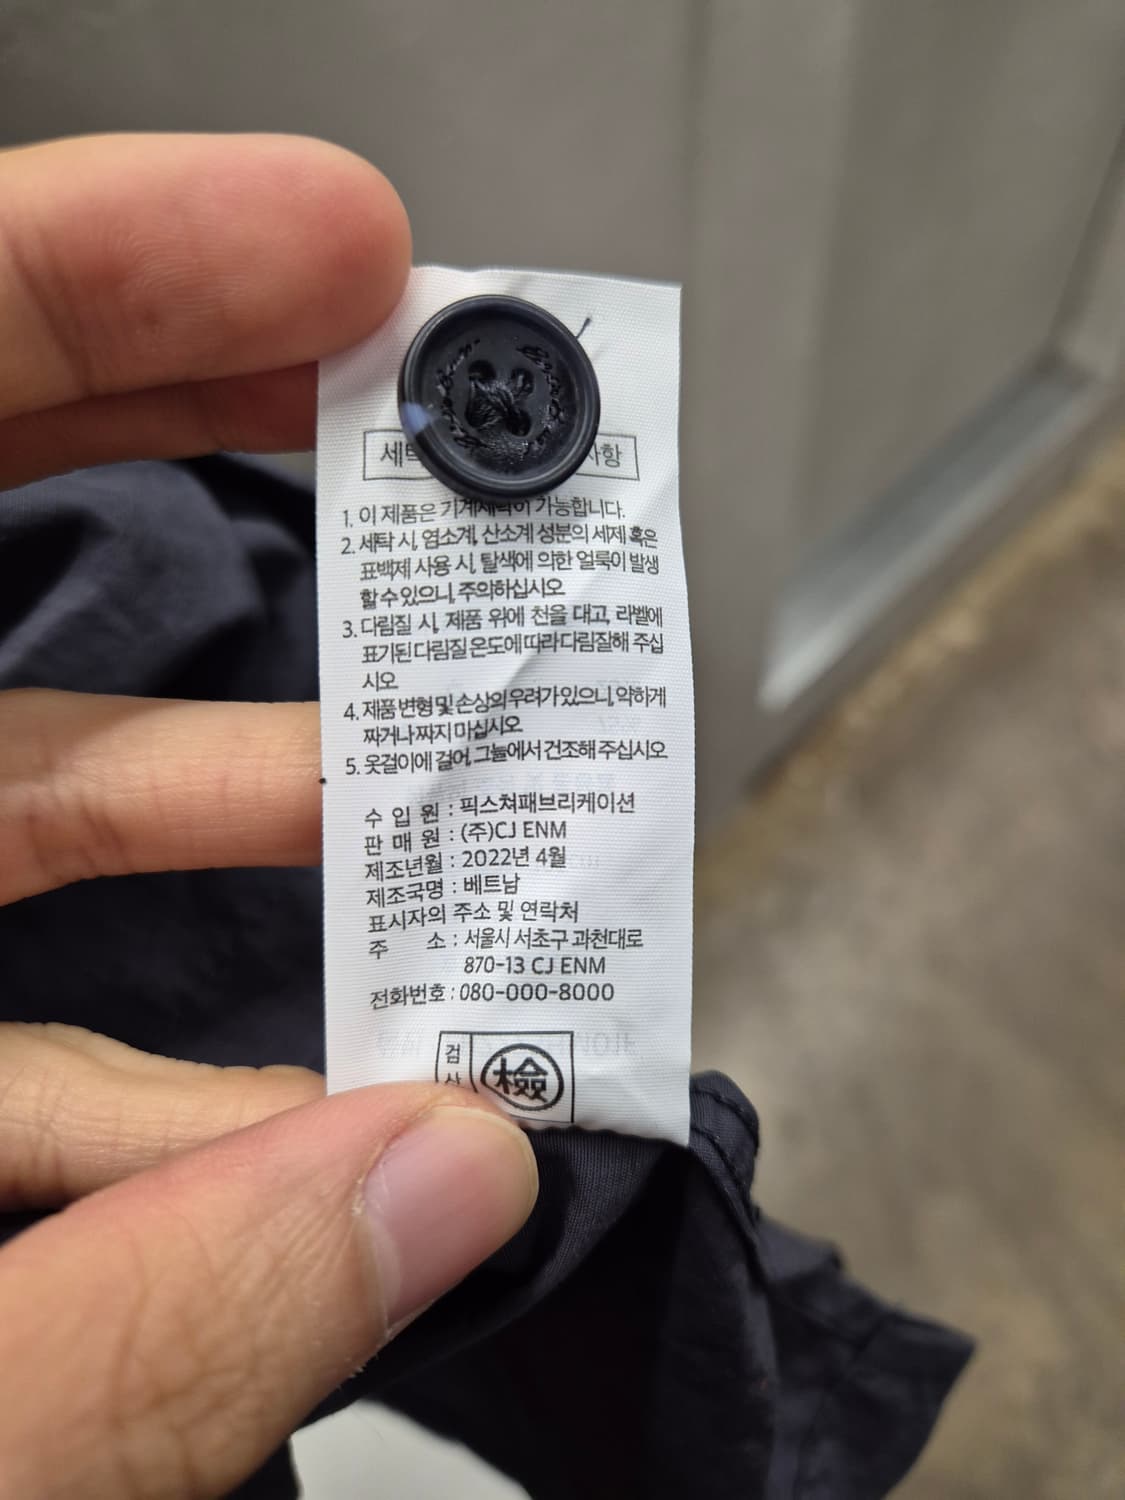 사항
1. 이 제품은 기계세탁이 가능합니다.
2. 세탁 시, 염소계, 산소계 성분의 세제 혹은
표백제 사용 시, 탈색에 의한 얼룩이 발생
할 수 있으니, 주의하십시오
3. 다림질 시, 제품 위에 천을 대고, 라벨에
표기된 다림질 온도에 따라 다림질해 주십
시오
4. 제품 변형 및 손상의 우려가 있으니, 약하게
짜거나 짜지 마십시오
5. 옷걸이에 걸어, 그늘에서 건조해 주십시오
수 입 원 : 픽스쳐패브리케이션
판 매 원 : (주)CJ ENM
제조년월 : 2022년 4월
제조국명 : 베트남
표시자의 주소 및 연락처
주 소 : 서울시 서초구 과천대로
870-13 CJ ENM
전화번호 : 080-000-8000
검
檢